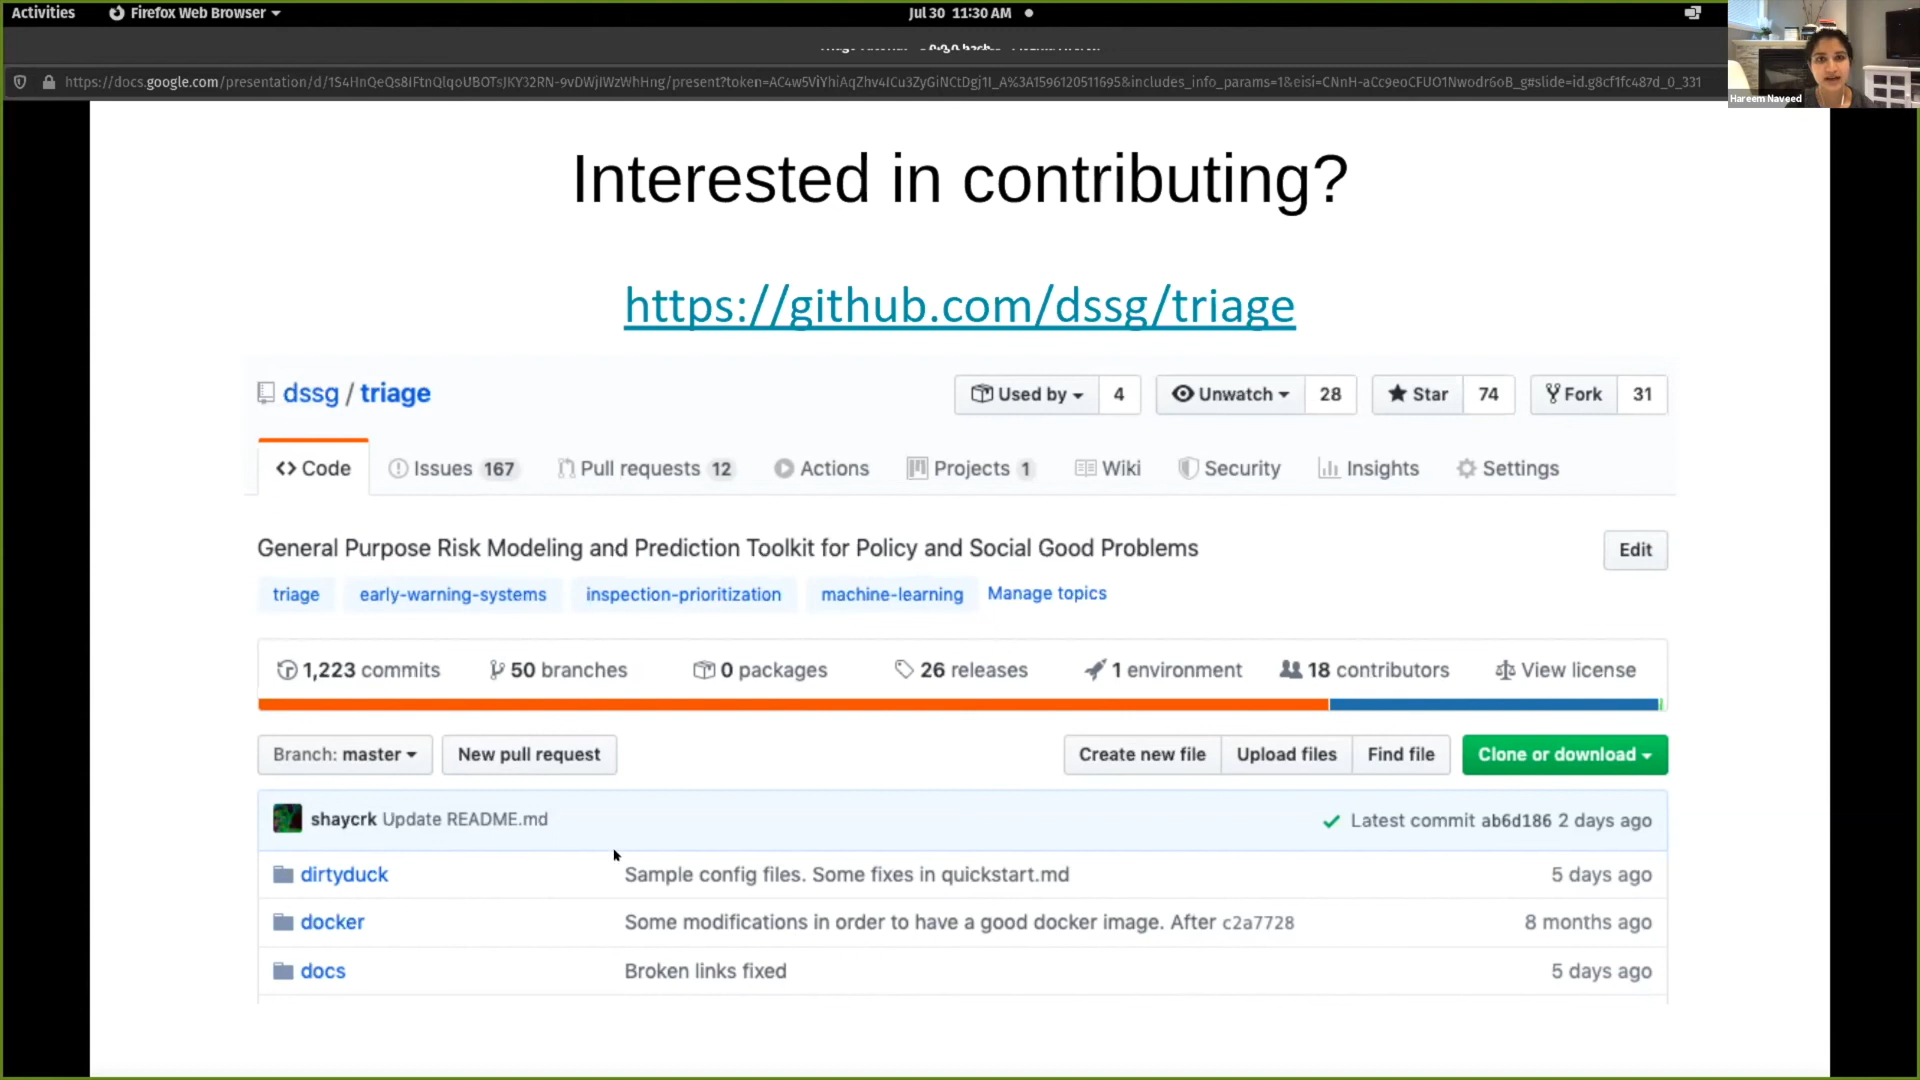 Activities Firefox Web Browser Jul 30 11:30 AM
https://docs.google.com/presentation/d/
Hareem Naveed
Interested in contributing?
https://github.com/dssg/triage
dssg / triage Used by 4 Unwatch 28 Star 74 Fork 31
Code Issues 167 Pull requests 12 Actions Projects 1 Wiki Security Insights Settings
General Purpose Risk Modeling and Prediction Toolkit for Policy and Social Good Problems Edit
triage early-warning-systems inspection-prioritization machine-learning Manage topics
1,223 commits 50 branches 0 packages 26 releases 1 environment 18 contributors View license
Branch: master New pull request Create new file Upload files Find file Clone or download
shaycrk Update README.md Latest commit ab6d186 2 days ago
dirtyduck Sample config files. Some fixes in quickstart.md 5 days ago
docker Some modifications in order to have a good docker image. After c2a7728 8 months ago
docs Broken links fixed 5 days ago